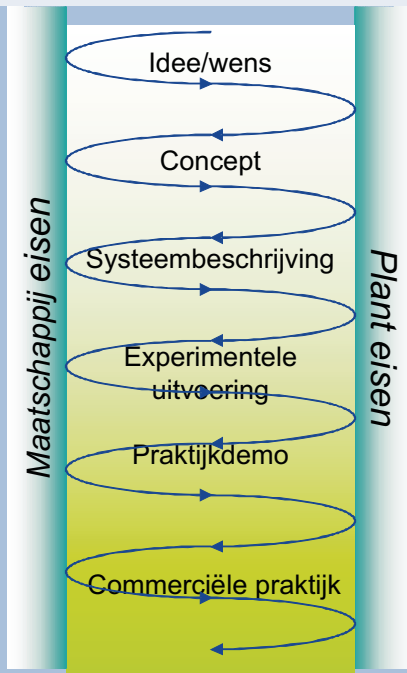 Idee/wens
Concept
Systeembeschrijving
Experimentele
uitvoering
Praktijkdemo
Commerciële praktijk
Maatschappij eisen
Plant eisen